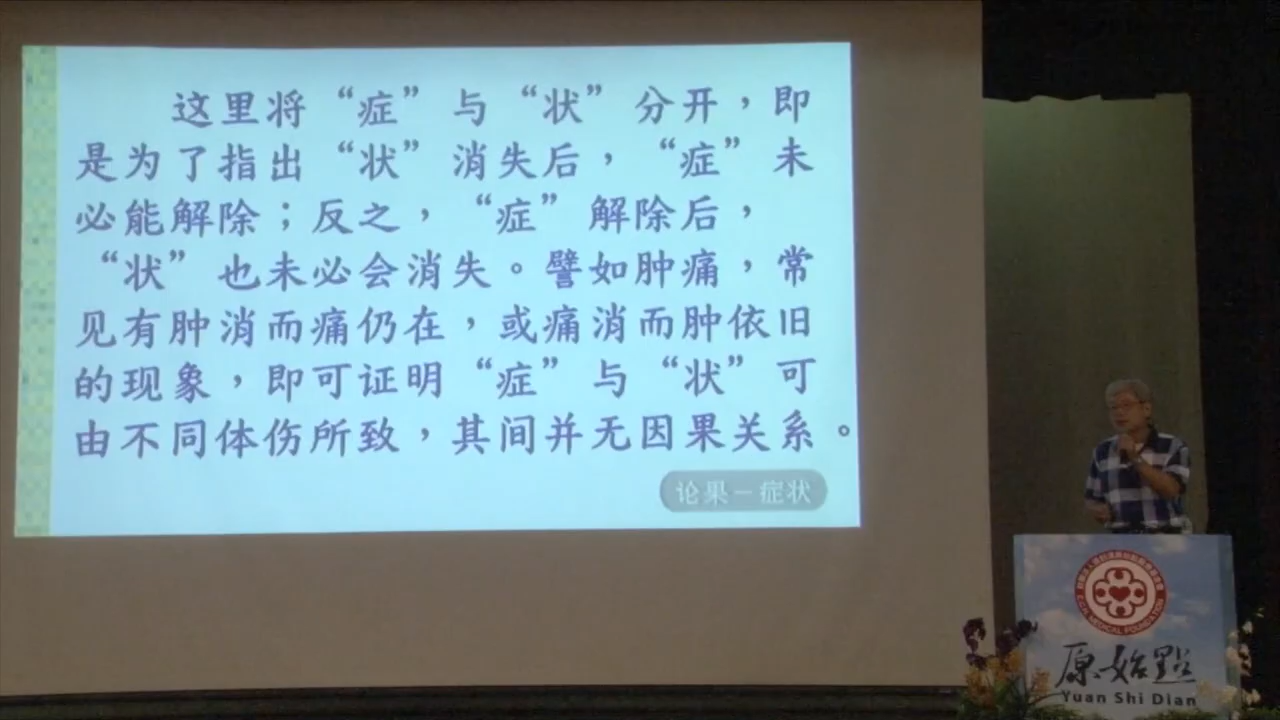 这里将“症”与“状”分开，即
是为了指出“状”消失后，“症”未
必能解除；反之，“症”解除后，
“状”也未必会消失。譬如肿痛，常
见有肿消而痛仍在，或痛消而肿依旧
的现象，即可证明“症”与“状”可
由不同体伤所致，其间并无因果关系。
论果－症状
原始點
Yuan Shi Dian